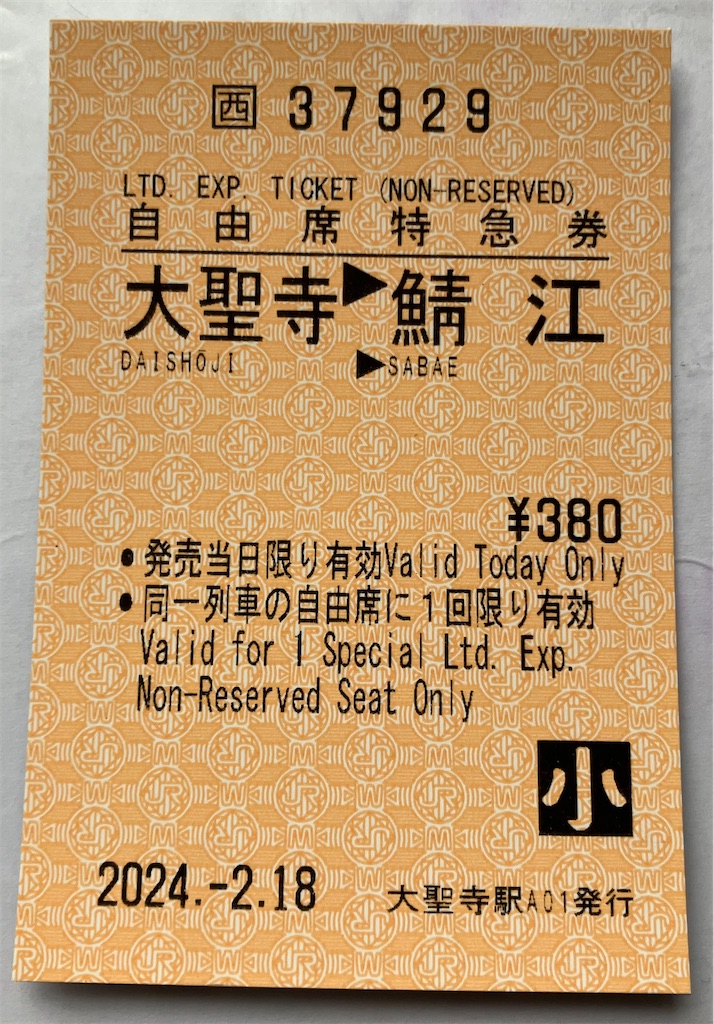 西 37929
LTD. EXP. TICKET (NON-RESERVED)
自由席特急券
大聖寺▶鯖江
DAISHŌJI ▶SABAE
¥380
•発売当日限り有効Valid Today Only
•同一列車の自由席に1回限り有効
Valid for 1 Special Ltd. Exp.
Non-Reserved Seat Only
小
2024.-2.18 大聖寺駅A01発行